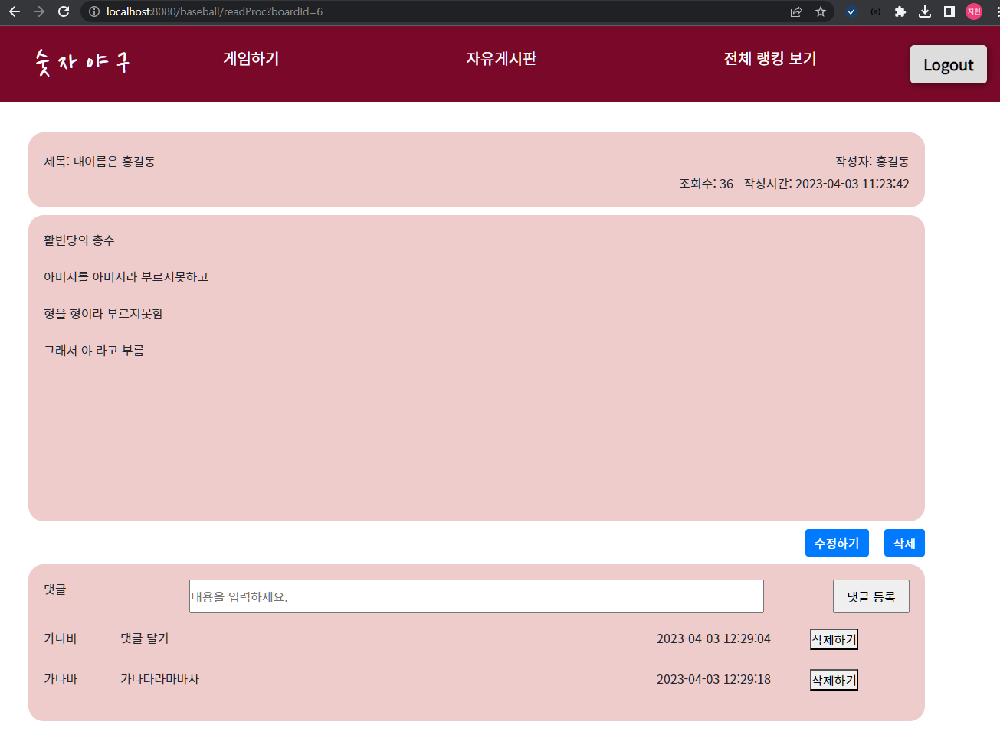 localhost:8080/baseball/readProc?boardId=6
지현
숫자야구
게임하기
자유게시판
전체 랭킹 보기
Logout
제목: 내이름은 홍길동
작성자: 홍길동
조회수: 36 작성시간: 2023-04-03 11:23:42
활빈당의 총수
아버지를 아버지라 부르지못하고
형을 형이라 부르지못함
그래서 야 라고 부름
수정하기
삭제
댓글
내용을 입력하세요.
댓글 등록
가나바 댓글 달기 2023-04-03 12:29:04 삭제하기
가나바 가나다라마바사 2023-04-03 12:29:18 삭제하기